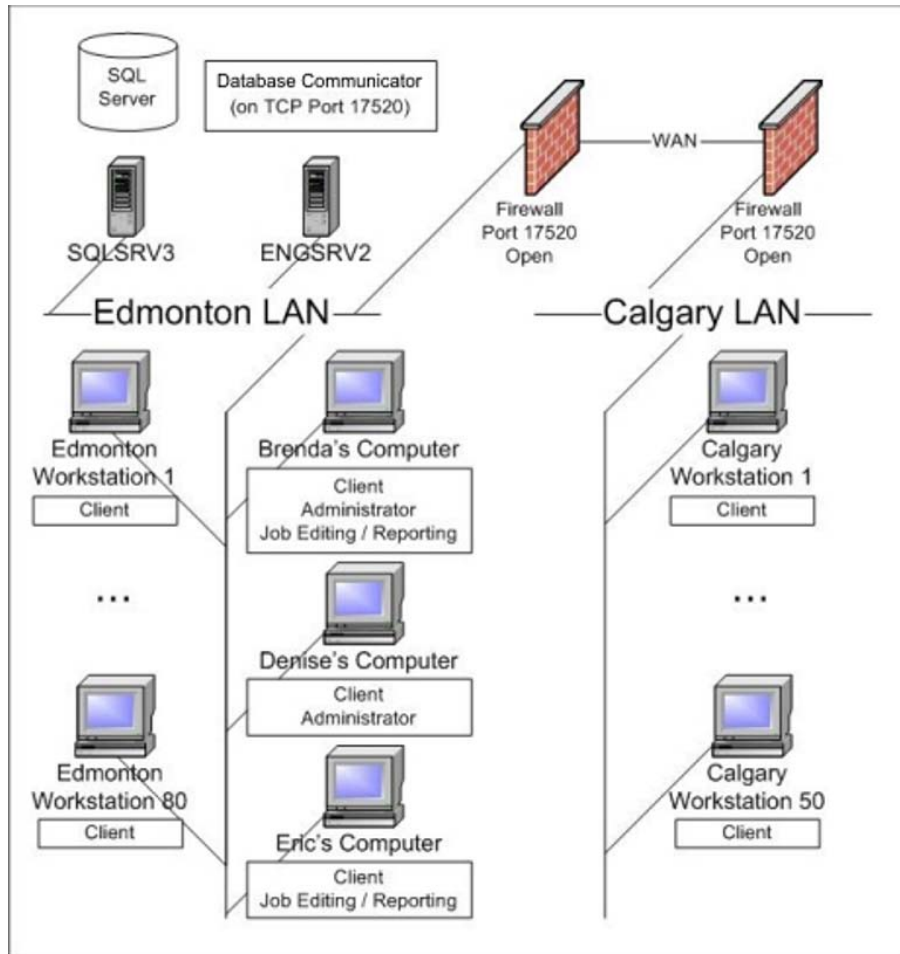 SQL
Server
Database Communicator
(on TCP Port 17520)
WAN
SQLSRV3
ENGSRV2
Firewall
Port 17520
Open
Firewall
Port 17520
Open
Edmonton LAN
Calgary LAN
Edmonton
Workstation 1
Client
Brenda's Computer
Client
Administrator
Job Editing / Reporting
Calgary
Workstation 1
Client
...
...
Denise's Computer
Client
Administrator
Edmonton
Workstation 80
Client
Eric's Computer
Client
Job Editing / Reporting
Calgary
Workstation 50
Client